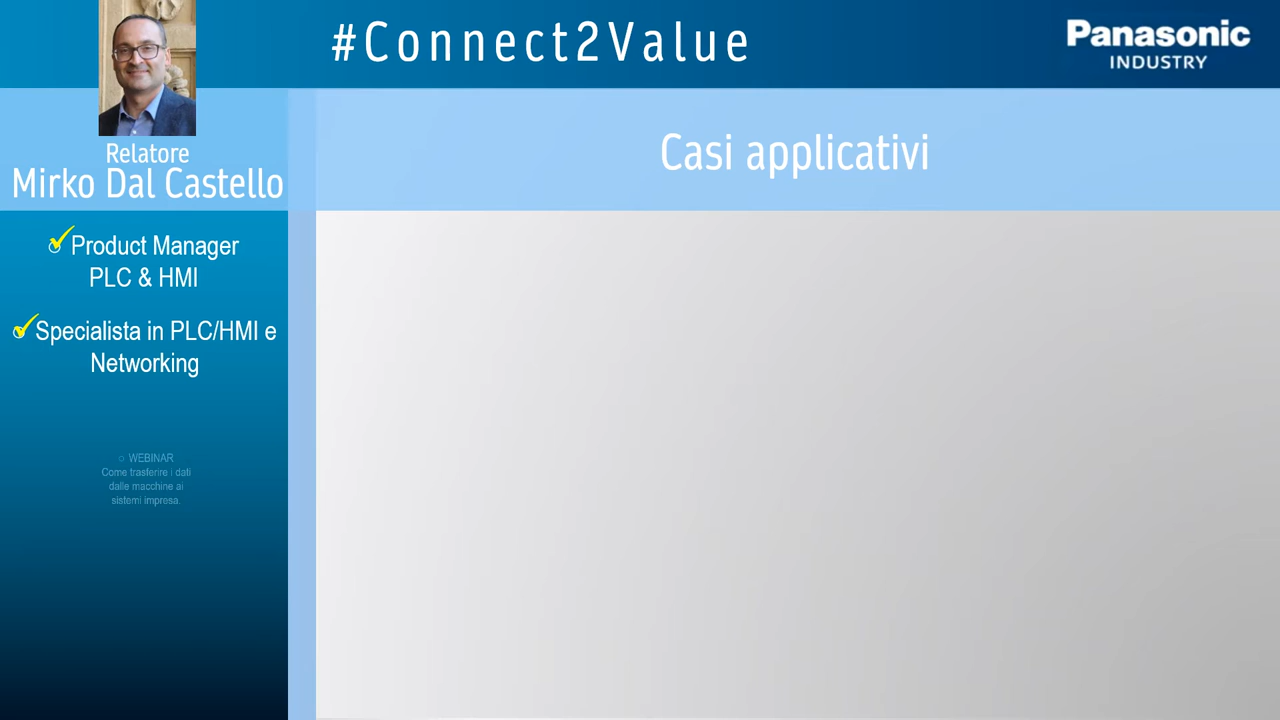 #Connect2Value
Panasonic
INDUSTRY
Relatore
Mirko Dal Castello
Casi applicativi
Product Manager
PLC & HMI
Specialista in PLC/HMI e
Networking
WEBINAR
Come trasferire i dati
dalle macchine ai
sistemi impresa.